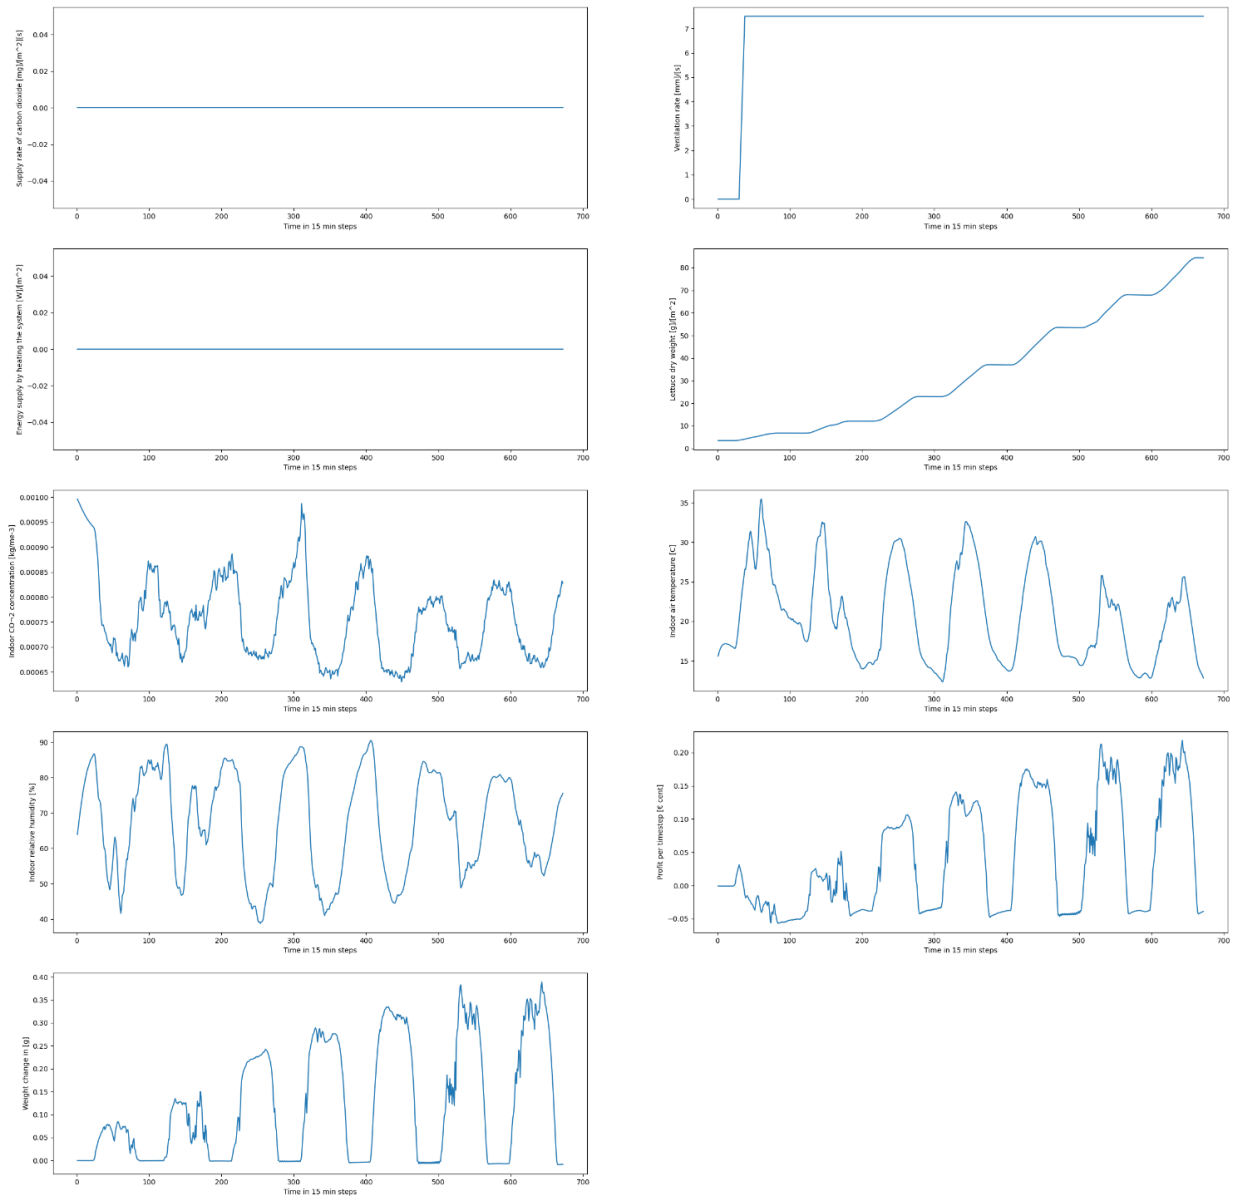 Supply rate of carbon dioxide [mg]/[m^2][s]
0.04
0.02
0.00
−0.02
−0.04
0 100 200 300 400 500 600 700
Time in 15 min steps
Ventilation rate [mm]/[s]
7
6
5
4
3
2
1
0
0 100 200 300 400 500 600 700
Time in 15 min steps
Energy supply by heating the system [W]/[m^2]
0.04
0.02
0.00
−0.02
−0.04
0 100 200 300 400 500 600 700
Time in 15 min steps
Lettuce dry weight [g]/[m^2]
80
70
60
50
40
30
20
10
0
0 100 200 300 400 500 600 700
Time in 15 min steps
Indoor CO~2 concentration [kg/me-3]
0.00100
0.00095
0.00090
0.00085
0.00080
0.00075
0.00070
0.00065
0 100 200 300 400 500 600 700
Time in 15 min steps
Indoor air temperature [C]
35
30
25
20
15
0 100 200 300 400 500 600 700
Time in 15 min steps
Indoor relative humidity [%]
90
80
70
60
50
40
0 100 200 300 400 500 600 700
Time in 15 min steps
Profit per timestep [€ cent]
0.20
0.15
0.10
0.05
0.00
−0.05
0 100 200 300 400 500 600 700
Time in 15 min steps
Weight change in [g]
0.40
0.35
0.30
0.25
0.20
0.15
0.10
0.05
0.00
0 100 200 300 400 500 600 700
Time in 15 min steps